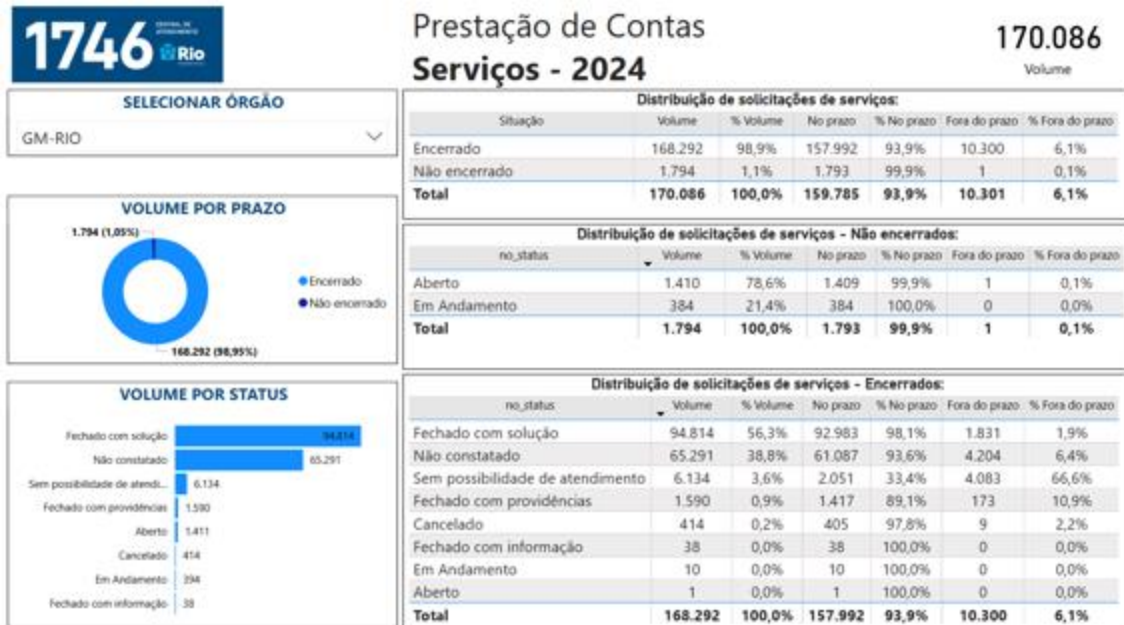 1746
CENTRAL DE
ATENDIMENTO
Rio
Prestação de Contas
Serviços - 2024
170.086
Volume
SELECIONAR ÓRGÃO
GM-RIO
VOLUME POR PRAZO
1.794 (1,05%)
Encerrado
Não encerrado
168.292 (98,95%)
VOLUME POR STATUS
Fechado com solução 94.814
Não constatado 65.291
Sem possibilidade de atendi... 6.134
Fechado com providências 1.590
Aberto 1.411
Cancelado 414
Em Andamento 394
Fechado com informação 38
Distribuição de solicitações de serviços:
Situação Volume % Volume No prazo % No prazo Fora do prazo % Fora do prazo
Encerrado 168.292 98,9% 157.992 93,9% 10.300 6,1%
Não encerrado 1.794 1,1% 1.793 99,9% 1 0,1%
Total 170.086 100,0% 159.785 93,9% 10.301 6,1%
Distribuição de solicitações de serviços - Não encerrados:
no_status Volume % Volume No prazo % No prazo Fora do prazo % Fora do prazo
Aberto 1.410 78,6% 1.409 99,9% 1 0,1%
Em Andamento 384 21,4% 384 100,0% 0 0,0%
Total 1.794 100,0% 1.793 99,9% 1 0,1%
Distribuição de solicitações de serviços - Encerrados:
no_status Volume % Volume No prazo % No prazo Fora do prazo % Fora do prazo
Fechado com solução 94.814 56,3% 92.983 98,1% 1.831 1,9%
Não constatado 65.291 38,8% 61.087 93,6% 4.204 6,4%
Sem possibilidade de atendimento 6.134 3,6% 2.051 33,4% 4.083 66,6%
Fechado com providências 1.590 0,9% 1.417 89,1% 173 10,9%
Cancelado 414 0,2% 405 97,8% 9 2,2%
Fechado com informação 38 0,0% 38 100,0% 0 0,0%
Em Andamento 10 0,0% 10 100,0% 0 0,0%
Aberto 1 0,0% 1 100,0% 0 0,0%
Total 168.292 100,0% 157.992 93,9% 10.300 6,1%